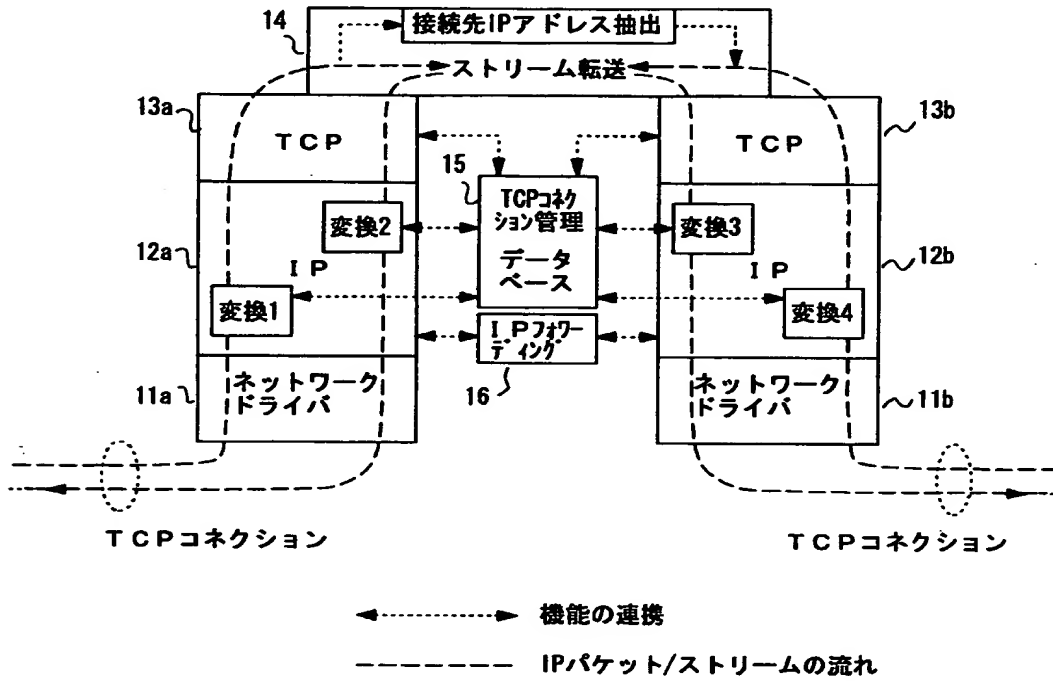 14
接続先IPアドレス抽出
ストリーム転送
13a
TCP
13b
TCP
15
TCPコネク
ション管理
データ
ベース
12a
変換2
IP
変換1
変換3
IP
12b
変換4
IPフォワー
ディング
16
11a
ネットワーク
ドライバ
ネットワーク
ドライバ
11b
TCPコネクション
TCPコネクション
機能の連携
IPパケット/ストリームの流れ